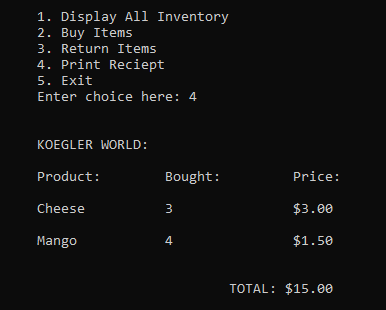 1. Display All Inventory
2. Buy Items
3. Return Items
4. Print Reciept
5. Exit
Enter choice here: 4
KOEGLER WORLD:
Product: Bought: Price:
Cheese 3 $3.00
Mango 4 $1.50
TOTAL: $15.00